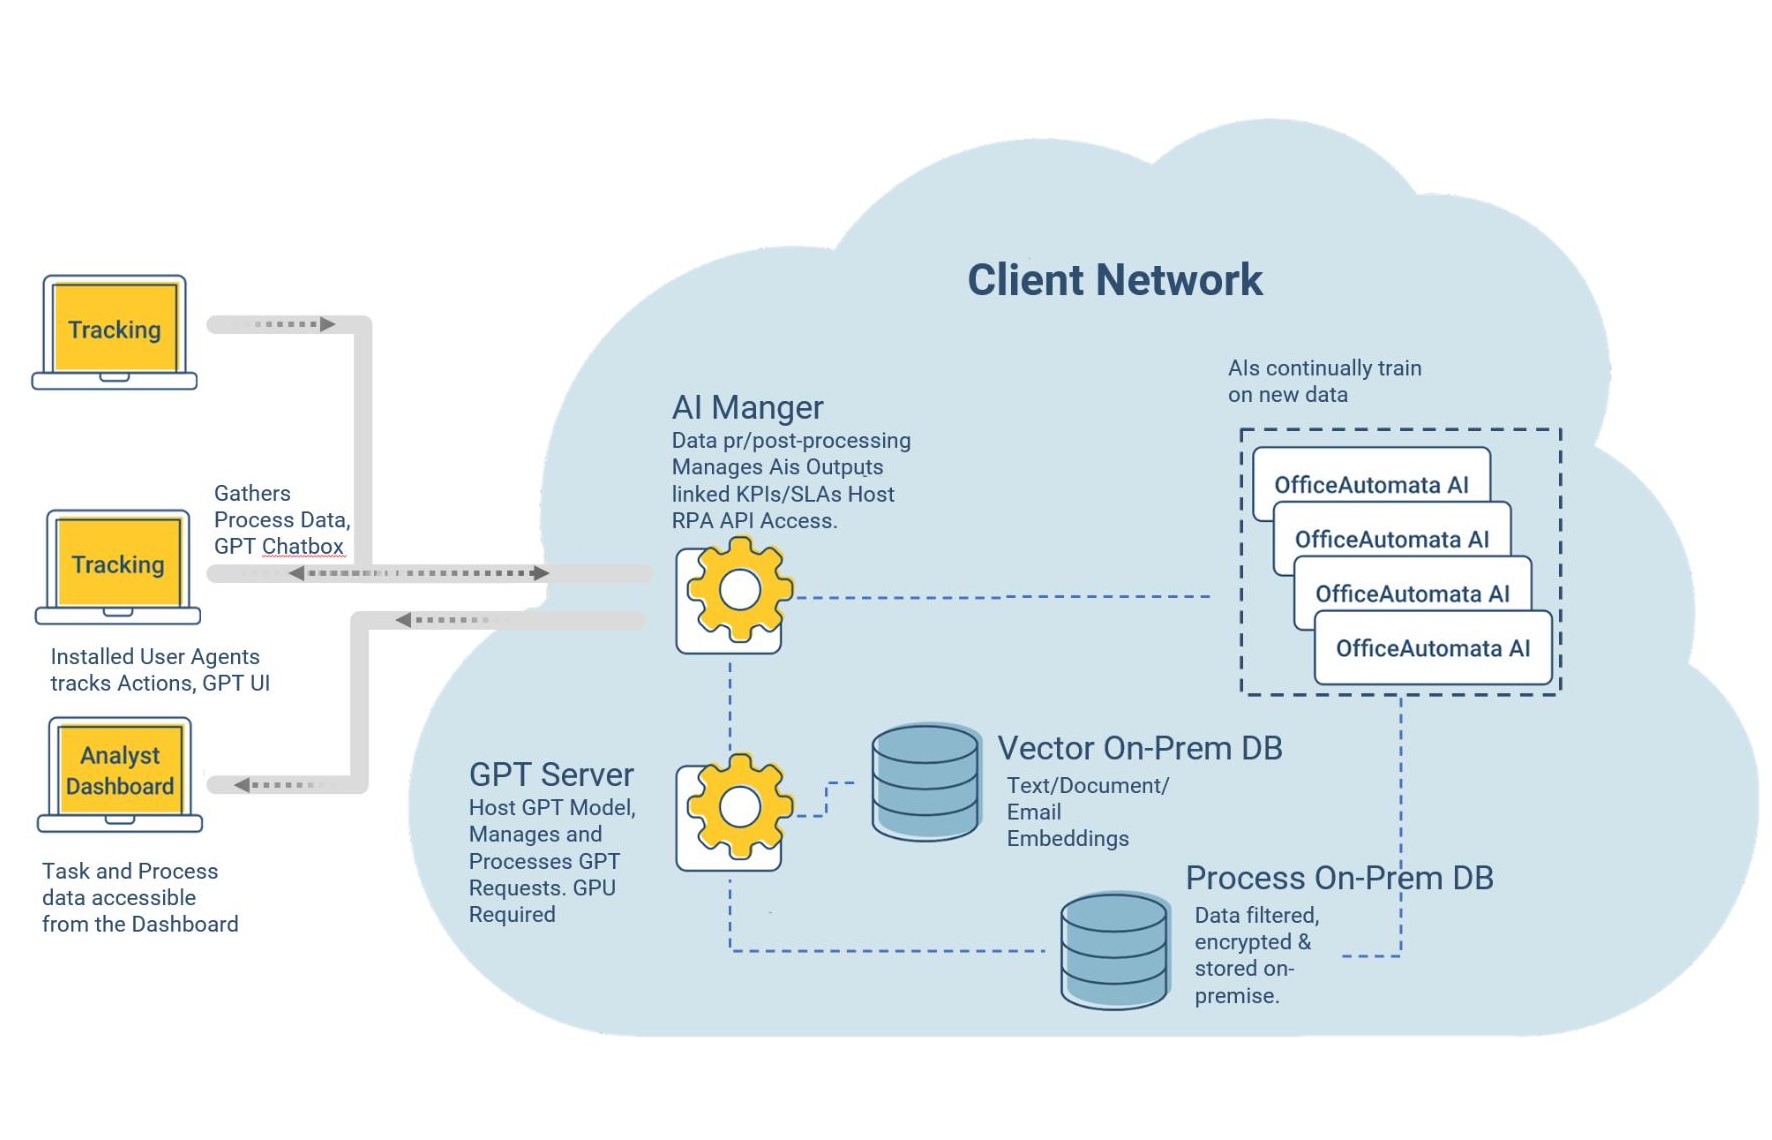 Client Network
Tracking
AIs continually train
on new data
AI Manger
Data pr/post-processing
Manages Ais Outputs
linked KPIs/SLAs Host
RPA API Access.
OfficeAutomata AI
OfficeAutomata AI
OfficeAutomata AI
OfficeAutomata AI
Gathers
Process Data,
GPT Chatbox
Tracking
Installed User Agents
tracks Actions, GPT UI
Analyst
Dashboard
Task and Process
data accessible
from the Dashboard
GPT Server
Host GPT Model,
Manages and
Processes GPT
Requests. GPU
Required
Vector On-Prem DB
Text/Document/
Email
Embeddings
Process On-Prem DB
Data filtered,
encrypted &
stored on-
premise.